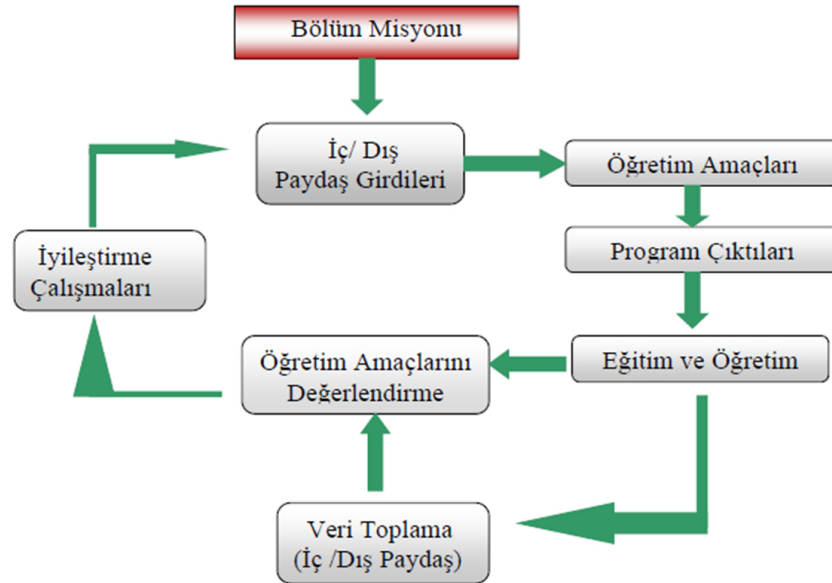 Bölüm Misyonu
İç/ Dış
Paydaş Girdileri
Öğretim Amaçları
Program Çıktıları
İyileştirme
Çalışmaları
Eğitim ve Öğretim
Öğretim Amaçlarını
Değerlendirme
Veri Toplama
(İç /Dış Paydaş)